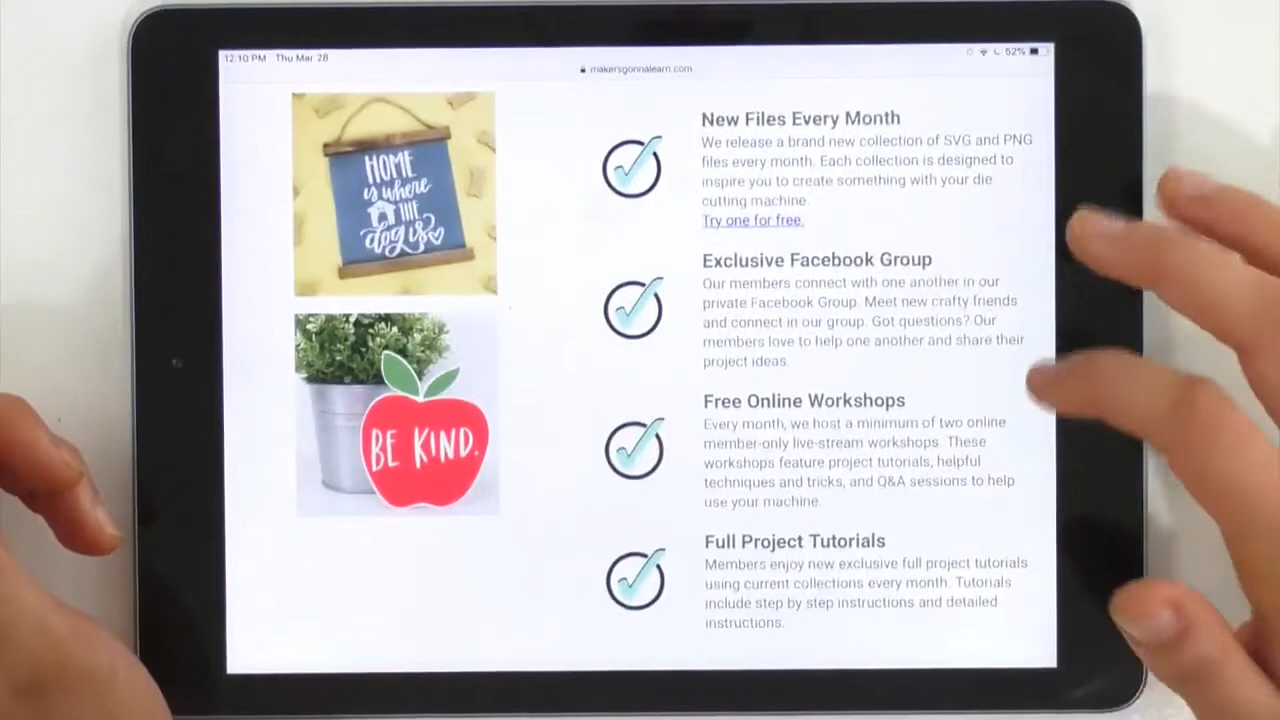 12:10 PM Thu Mar 28
52%
makersgonnalearn.com
HOME
is where
THE
dog is
BE KIND.
New Files Every Month
We release a brand new collection of SVG and PNG
files every month. Each collection is designed to
inspire you to create something with your die
cutting machine.
Try one for free.
Exclusive Facebook Group
Our members connect with one another in our
private Facebook Group. Meet new crafty friends
and connect in our group. Got questions? Our
members love to help one another and share their
project ideas.
Free Online Workshops
Every month, we host a minimum of two online
member-only live-stream workshops. These
workshops feature project tutorials, helpful
techniques and tricks, and Q&A sessions to help
use your machine.
Full Project Tutorials
Members enjoy new exclusive full project tutorials
using current collections every month. Tutorials
include step by step instructions and detailed
instructions.